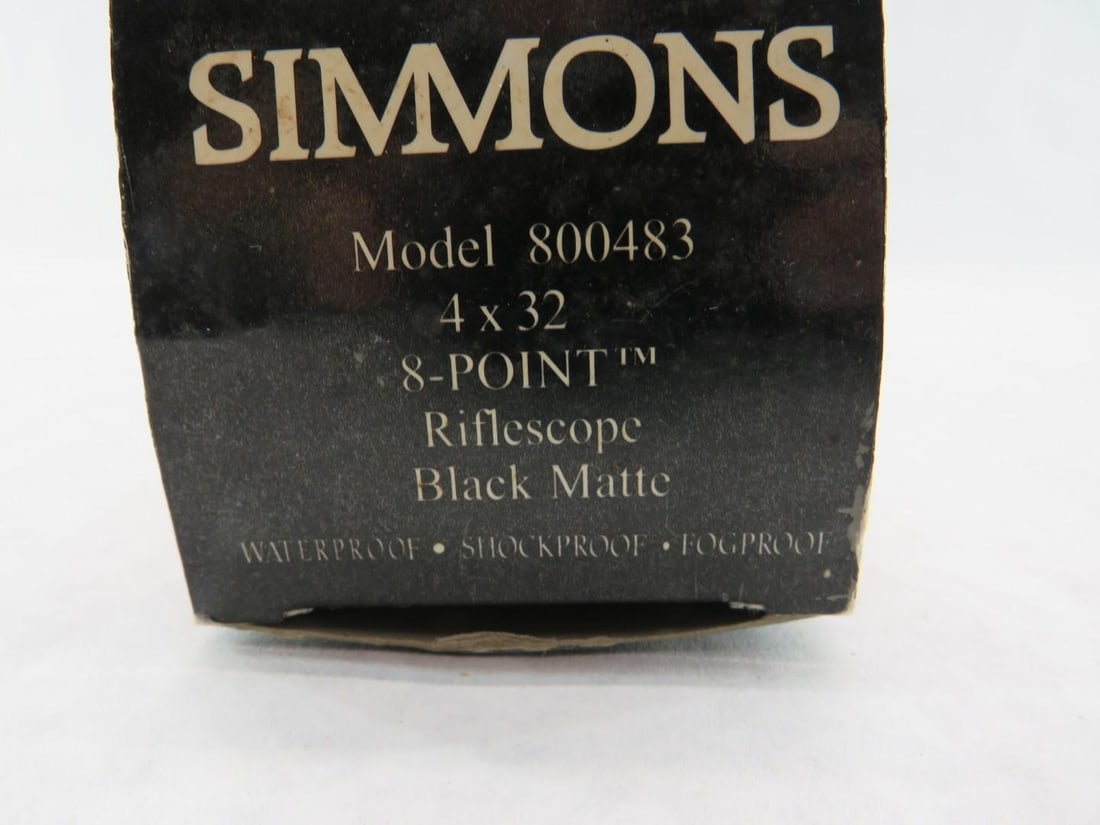 SIMMONS
Model 800483
4 x 32
8-POINT™
Riflescope
Black Matte
WATERPROOF • SHOCKPROOF • FOGPROOF